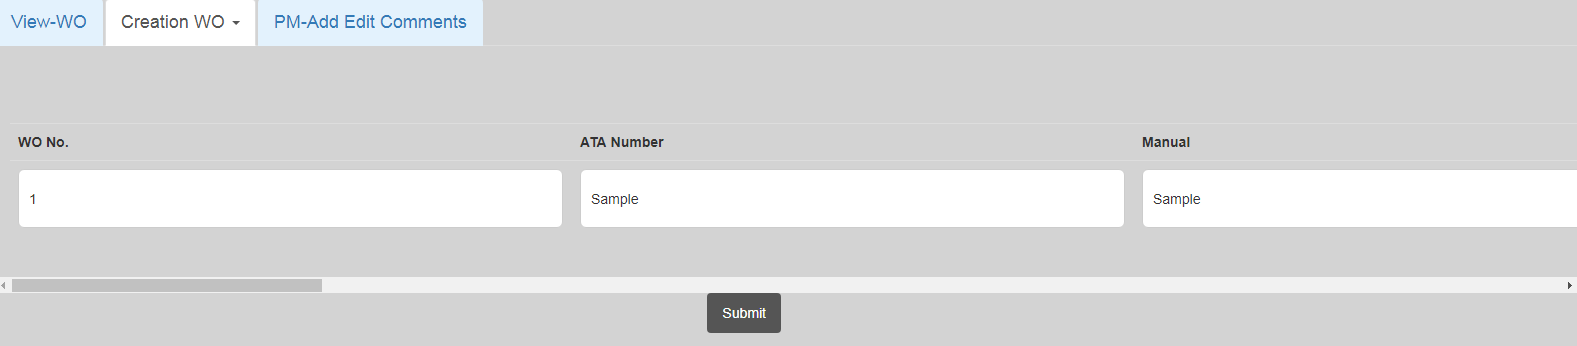 View-WO Creation WO PM-Add Edit Comments
WO No. ATA Number Manual
1 Sample Sample
Submit